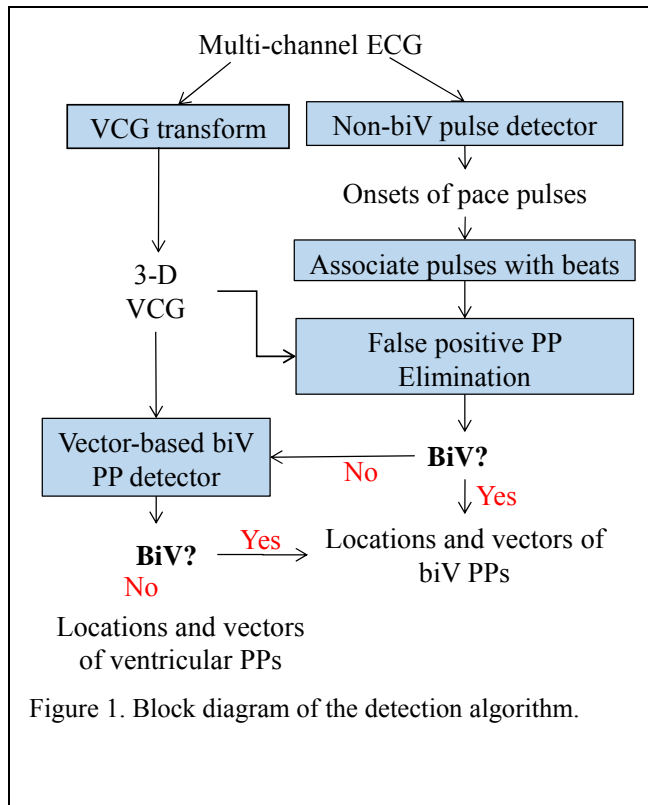 Multi-channel ECG
VCG transform
Non-biV pulse detector
Onsets of pace pulses
Associate pulses with beats
3-D
VCG
False positive PP
Elimination
Vector-based biV
PP detector
No
BiV?
Yes
BiV?
Yes
Locations and vectors of
biV PPs
No
Locations and vectors
of ventricular PPs
Figure 1. Block diagram of the detection algorithm.